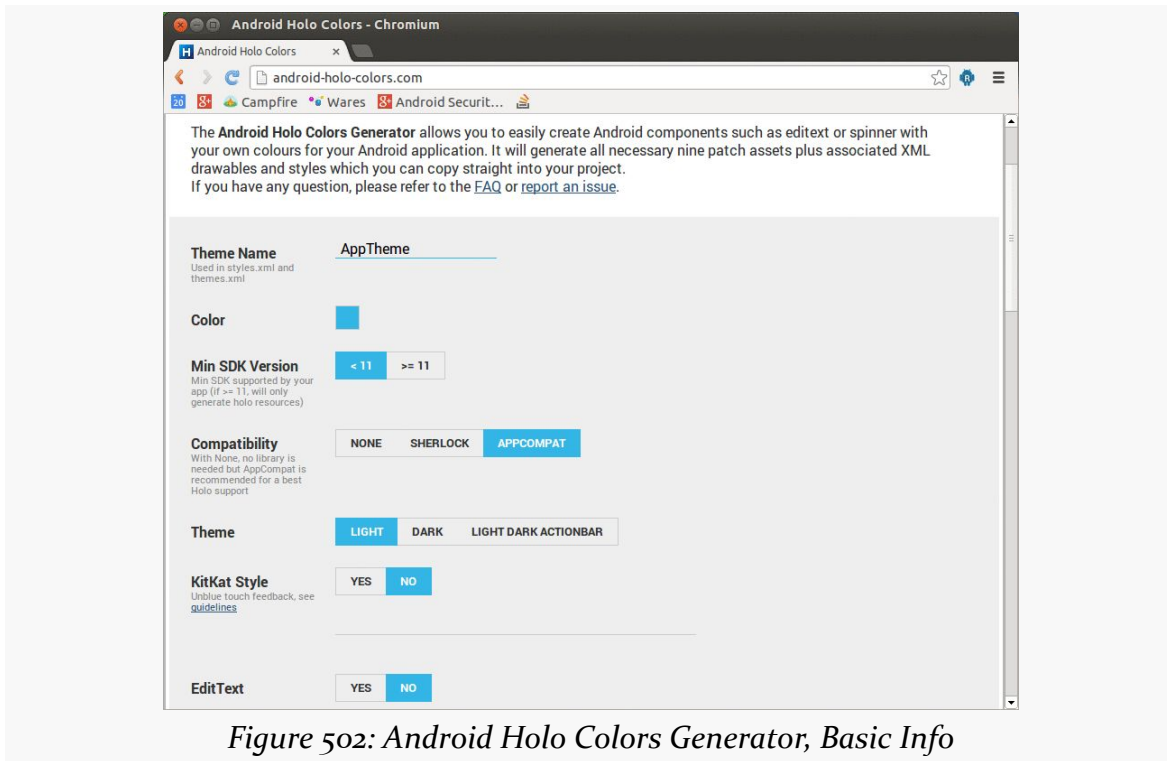 Android Holo Colors - Chromium
Android Holo Colors
android-holo-colors.com
20 8+ Campfire Wares 8+ Android Securit...
The Android Holo Colors Generator allows you to easily create Android components such as editext or spinner with
your own colours for your Android application. It will generate all necessary nine patch assets plus associated XML
drawables and styles which you can copy straight into your project.
If you have any question, please refer to the FAQ or report an issue.
Theme Name
AppTheme
Used in styles.xml and
themes.xml
Color
Min SDK Version
< 11 >= 11
Min SDK supported by your
app (if >= 11, will only
generate holo resources)
Compatibility
NONE SHERLOCK APPCOMPAT
With None, no library is
needed but AppCompat is
recommended for a best
Holo support
Theme
LIGHT DARK LIGHT DARK ACTIONBAR
KitKat Style
YES NO
Unblue touch feedback, see
guidelines
EditText
YES NO
Figure 502: Android Holo Colors Generator, Basic Info